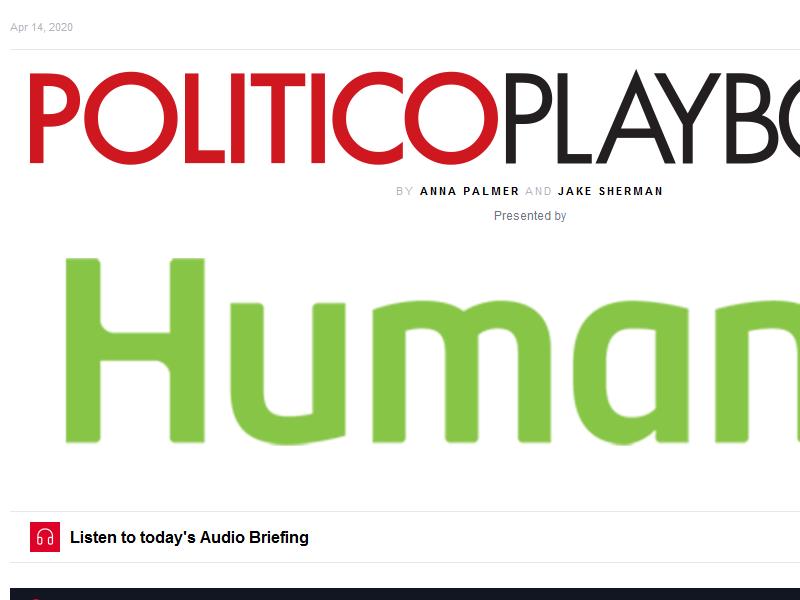 Apr 14, 2020
POLITICOPLAYBO
BY ANNA PALMER AND JAKE SHERMAN
Presented by
Human
Listen to today's Audio Briefing